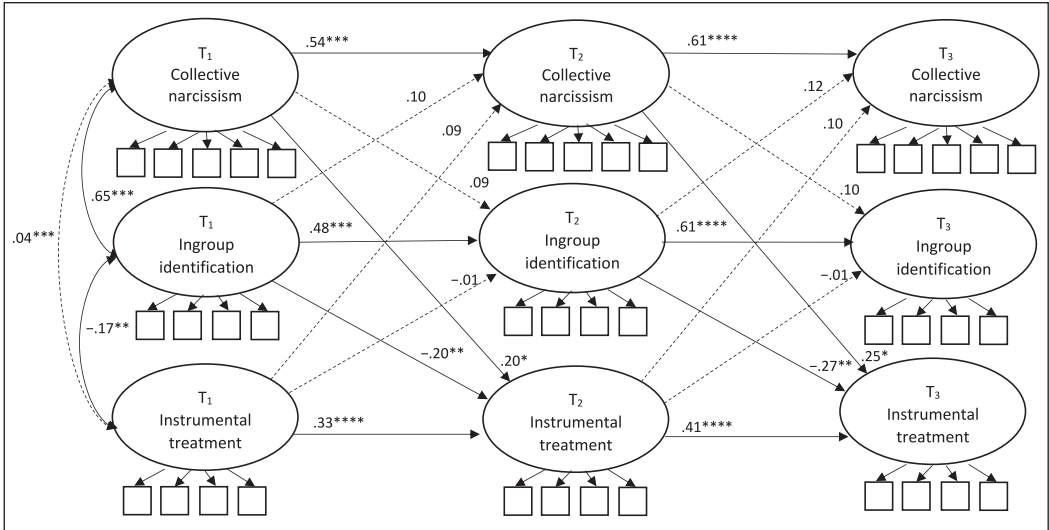 T1
Collective
narcissism
.54***
T2
Collective
narcissism
.61****
T3
Collective
narcissism
.10
.12
.09
.10
.09
.10
.65***
.04***
T1
Ingroup
identification
.48***
T2
Ingroup
identification
.61****
T3
Ingroup
identification
−.01
−.01
−.17**
−.20**
.20*
−.27**
.25*
T1
Instrumental
treatment
.33****
T2
Instrumental
treatment
.41****
T3
Instrumental
treatment